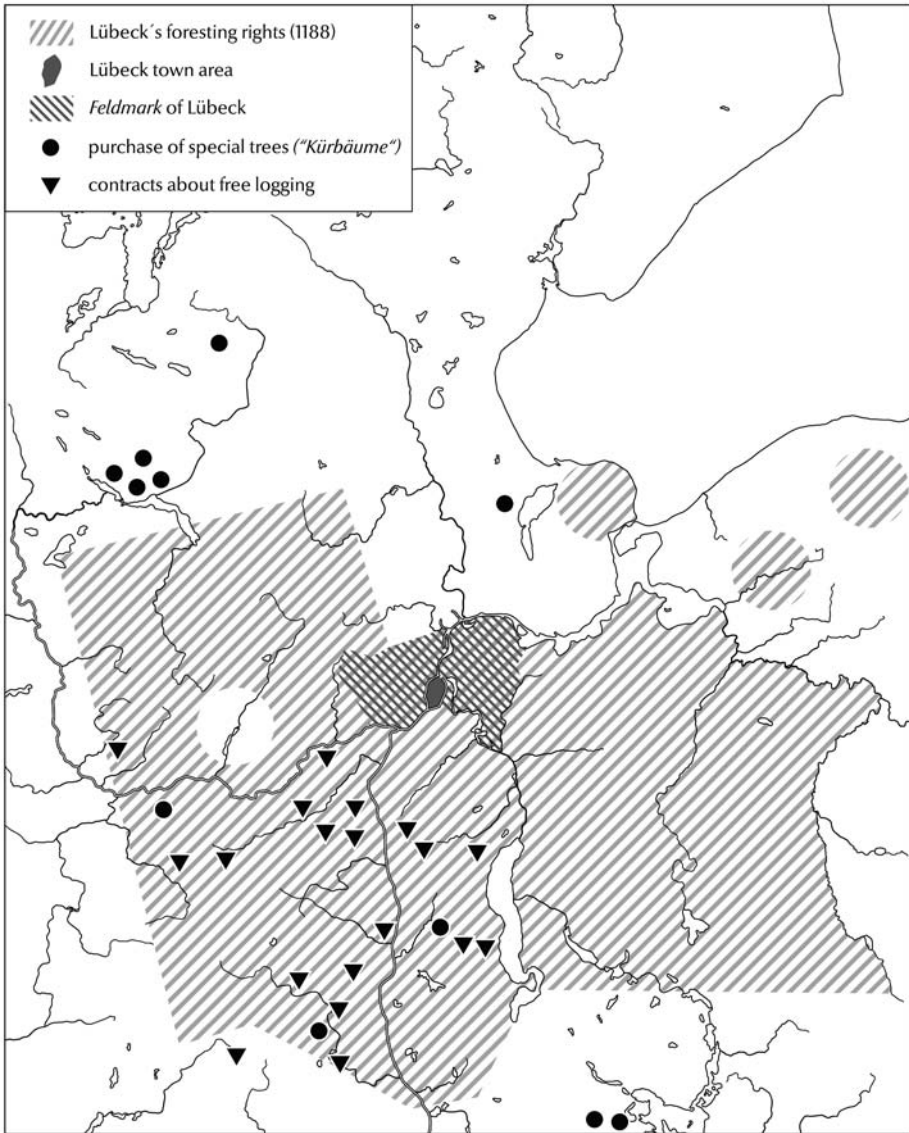 Lübeck´s foresting rights (1188)
Lübeck town area
Feldmark of Lübeck
purchase of special trees ("Kürbäume“)
contracts about free logging